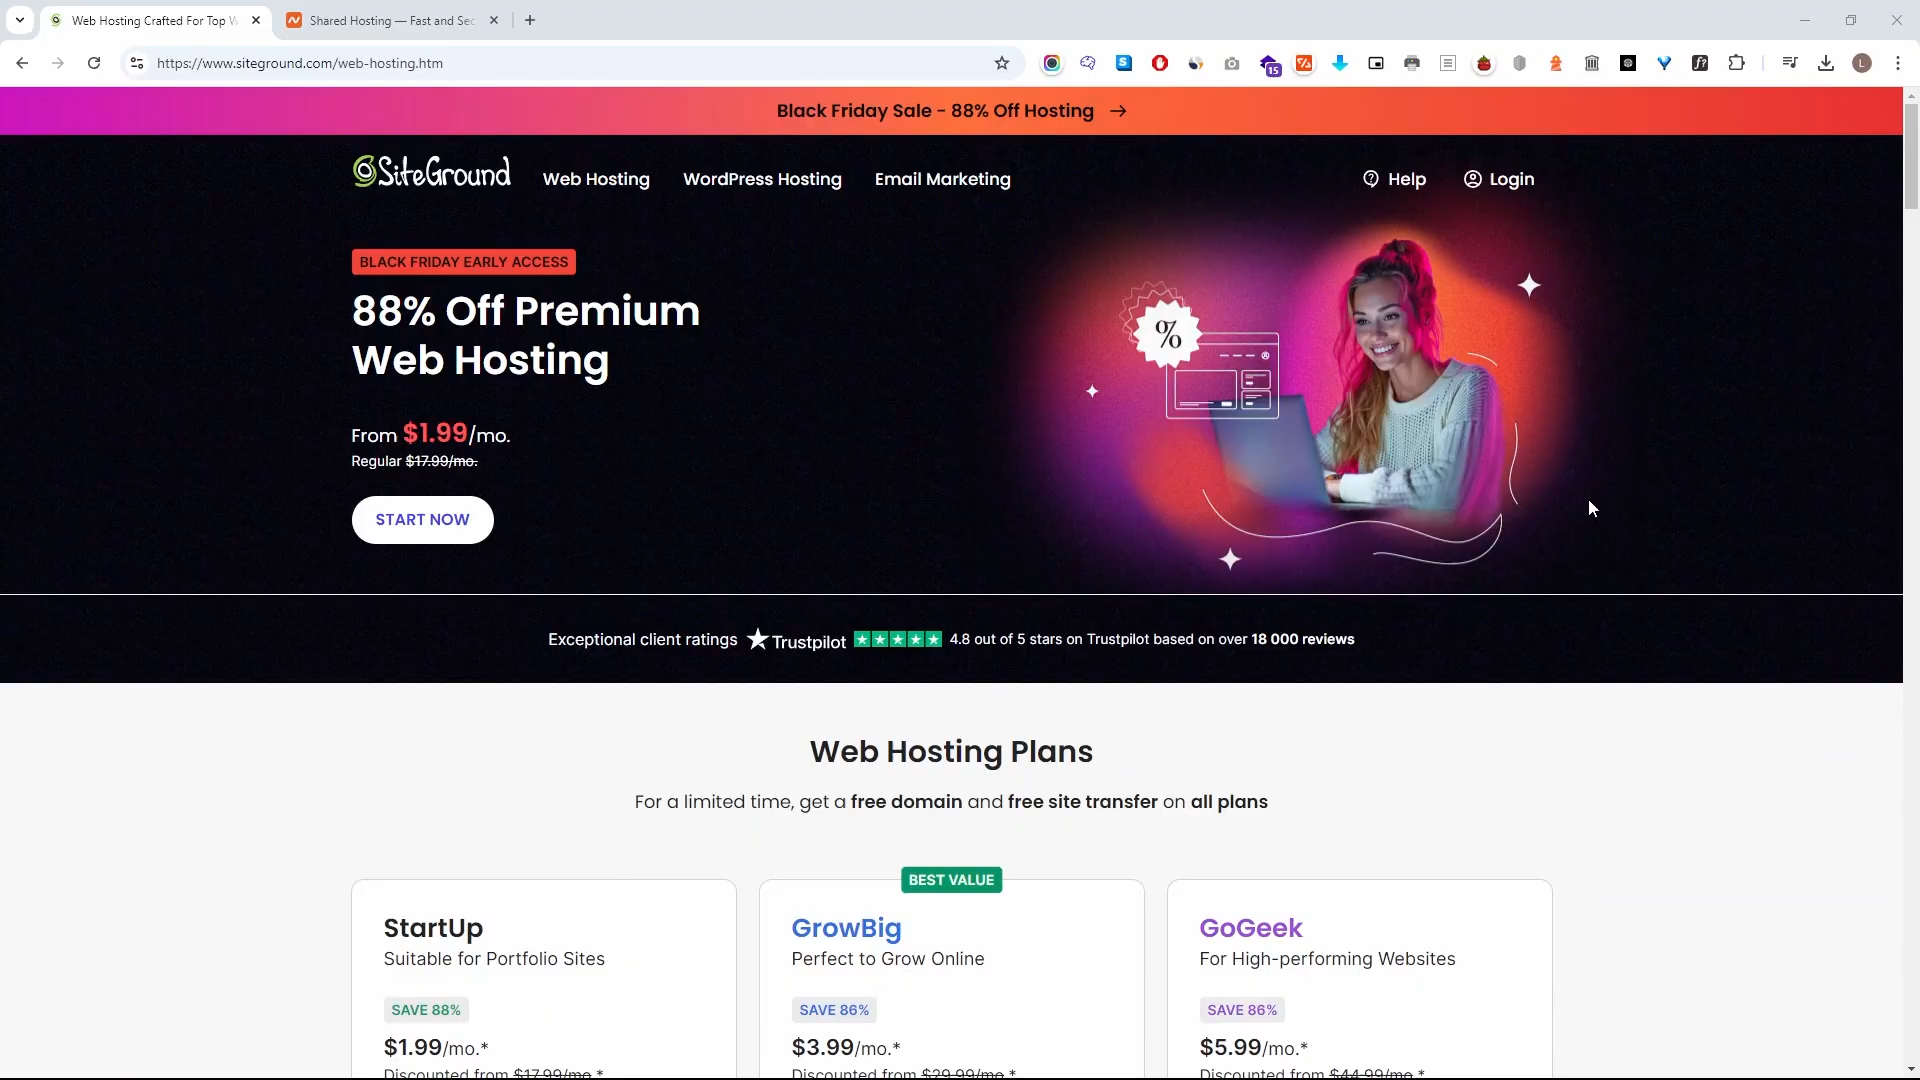 Web Hosting Crafted For Top W
Shared Hosting — Fast and Sec
https://www.siteground.com/web-hosting.htm
15
L
Black Friday Sale - 88% Off Hosting →
SiteGround
Web Hosting
WordPress Hosting
Email Marketing
Help
Login
BLACK FRIDAY EARLY ACCESS
88% Off Premium
Web Hosting
%
From $1.99/mo.
Regular $17.99/mo.
START NOW
Exceptional client ratings ★ Trustpilot 4.8 out of 5 stars on Trustpilot based on over 18 000 reviews
Web Hosting Plans
For a limited time, get a free domain and free site transfer on all plans
BEST VALUE
StartUp
Suitable for Portfolio Sites
SAVE 88%
$1.99/mo.*
Discounted from $17.99/mo.*
GrowBig
Perfect to Grow Online
SAVE 86%
$3.99/mo.*
Discounted from $29.99/mo.*
GoGeek
For High-performing Websites
SAVE 86%
$5.99/mo.*
Discounted from $44.99/mo.*